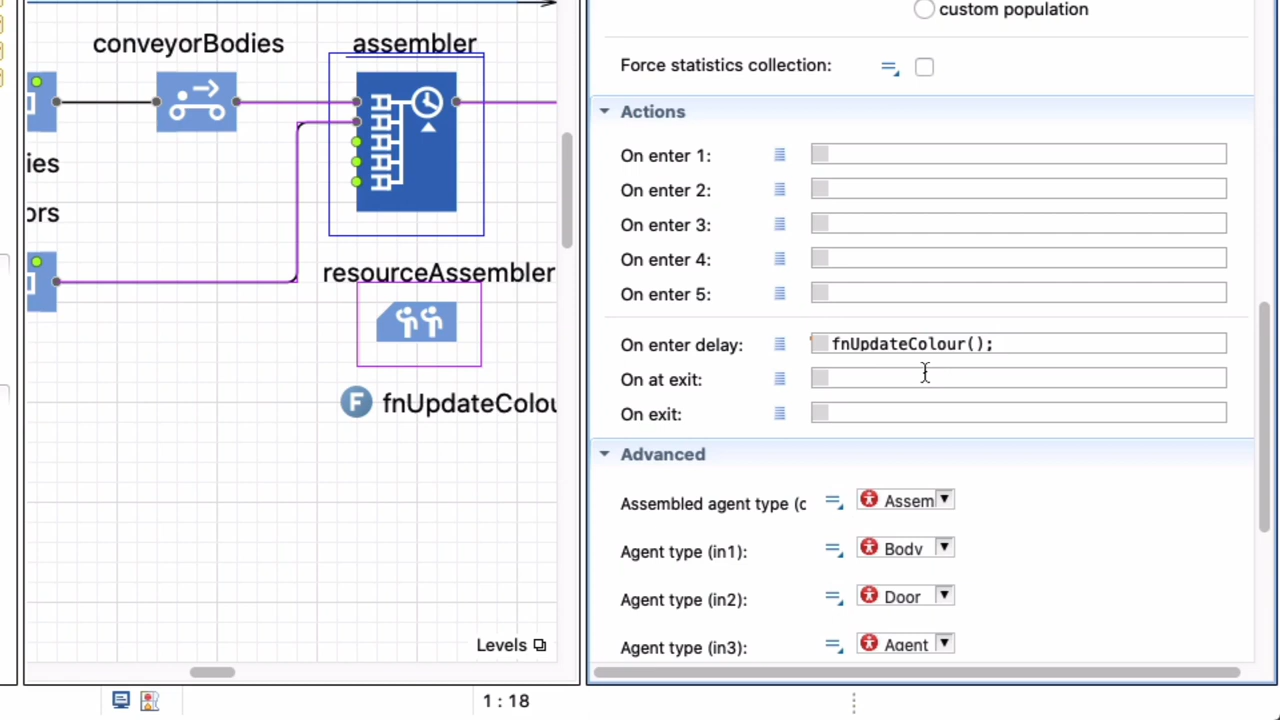 custom population
conveyorBodies
assembler
Force statistics collection:
Actions
On enter 1:
ies
On enter 2:
ors
On enter 3:
On enter 4:
resourceAssembler
On enter 5:
On enter delay:
fnUpdateColour();
On at exit:
F
fnUpdateColou
On exit:
Advanced
Assembled agent type (c
Assem
Agent type (in1):
Body
Agent type (in2):
Door
Levels
Agent type (in3):
Agent
1 : 18